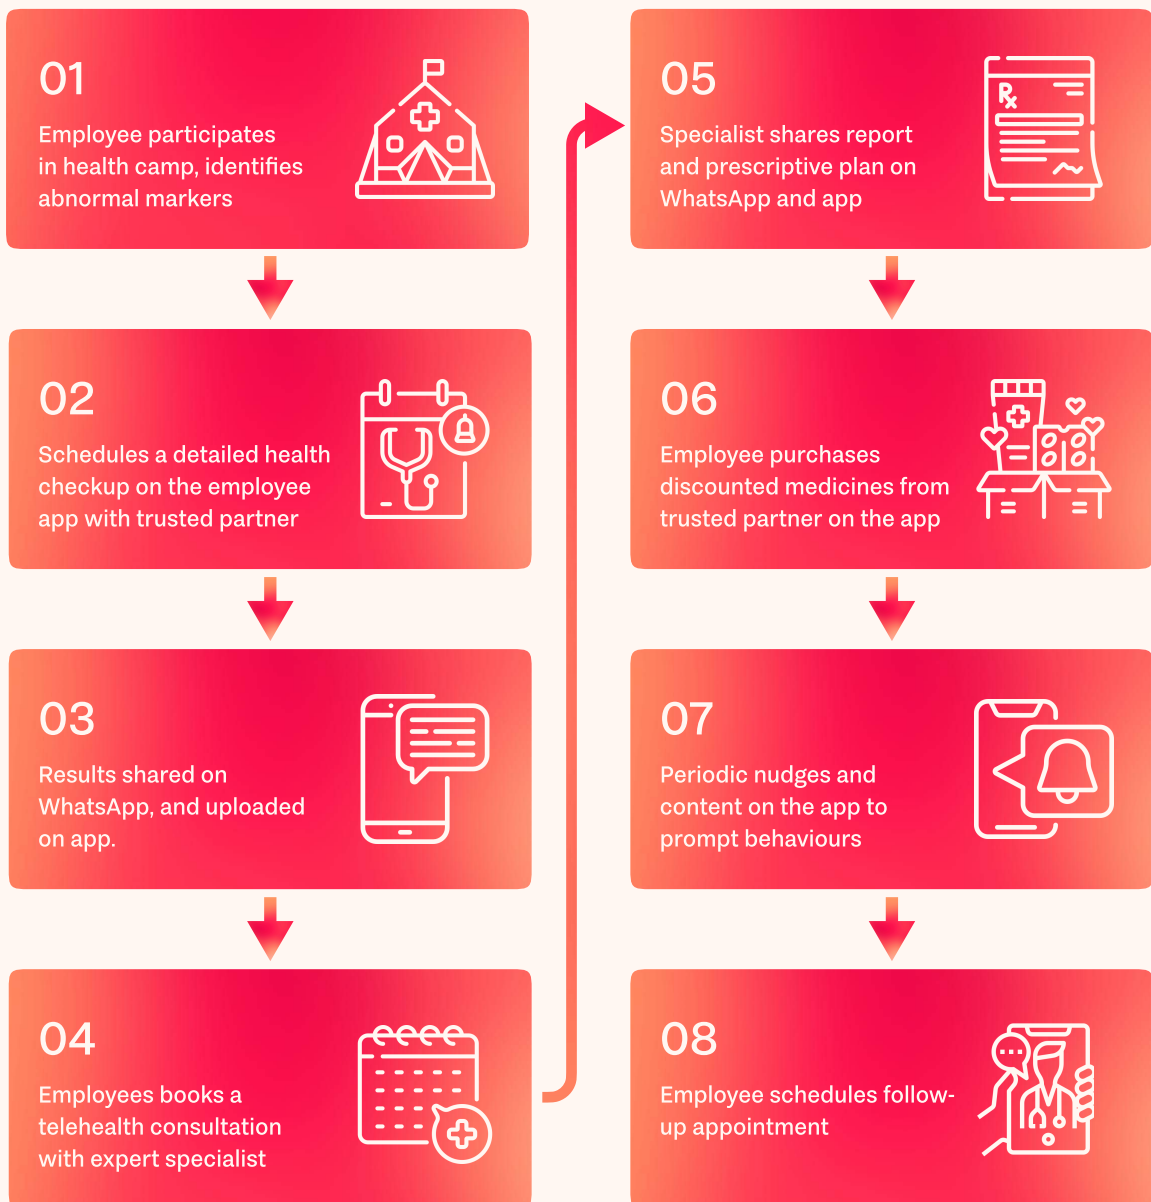 01
Employee participates
in health camp, identifies
abnormal markers
02
Schedules a detailed health
checkup on the employee
app with trusted partner
03
Results shared on
WhatsApp, and uploaded
on app.
04
Employees books a
telehealth consultation
with expert specialist
05
Specialist shares report
and prescriptive plan on
WhatsApp and app
Rx
06
Employee purchases
discounted medicines from
trusted partner on the app
07
Periodic nudges and
content on the app to
prompt behaviours
08
Employee schedules follow-
up appointment